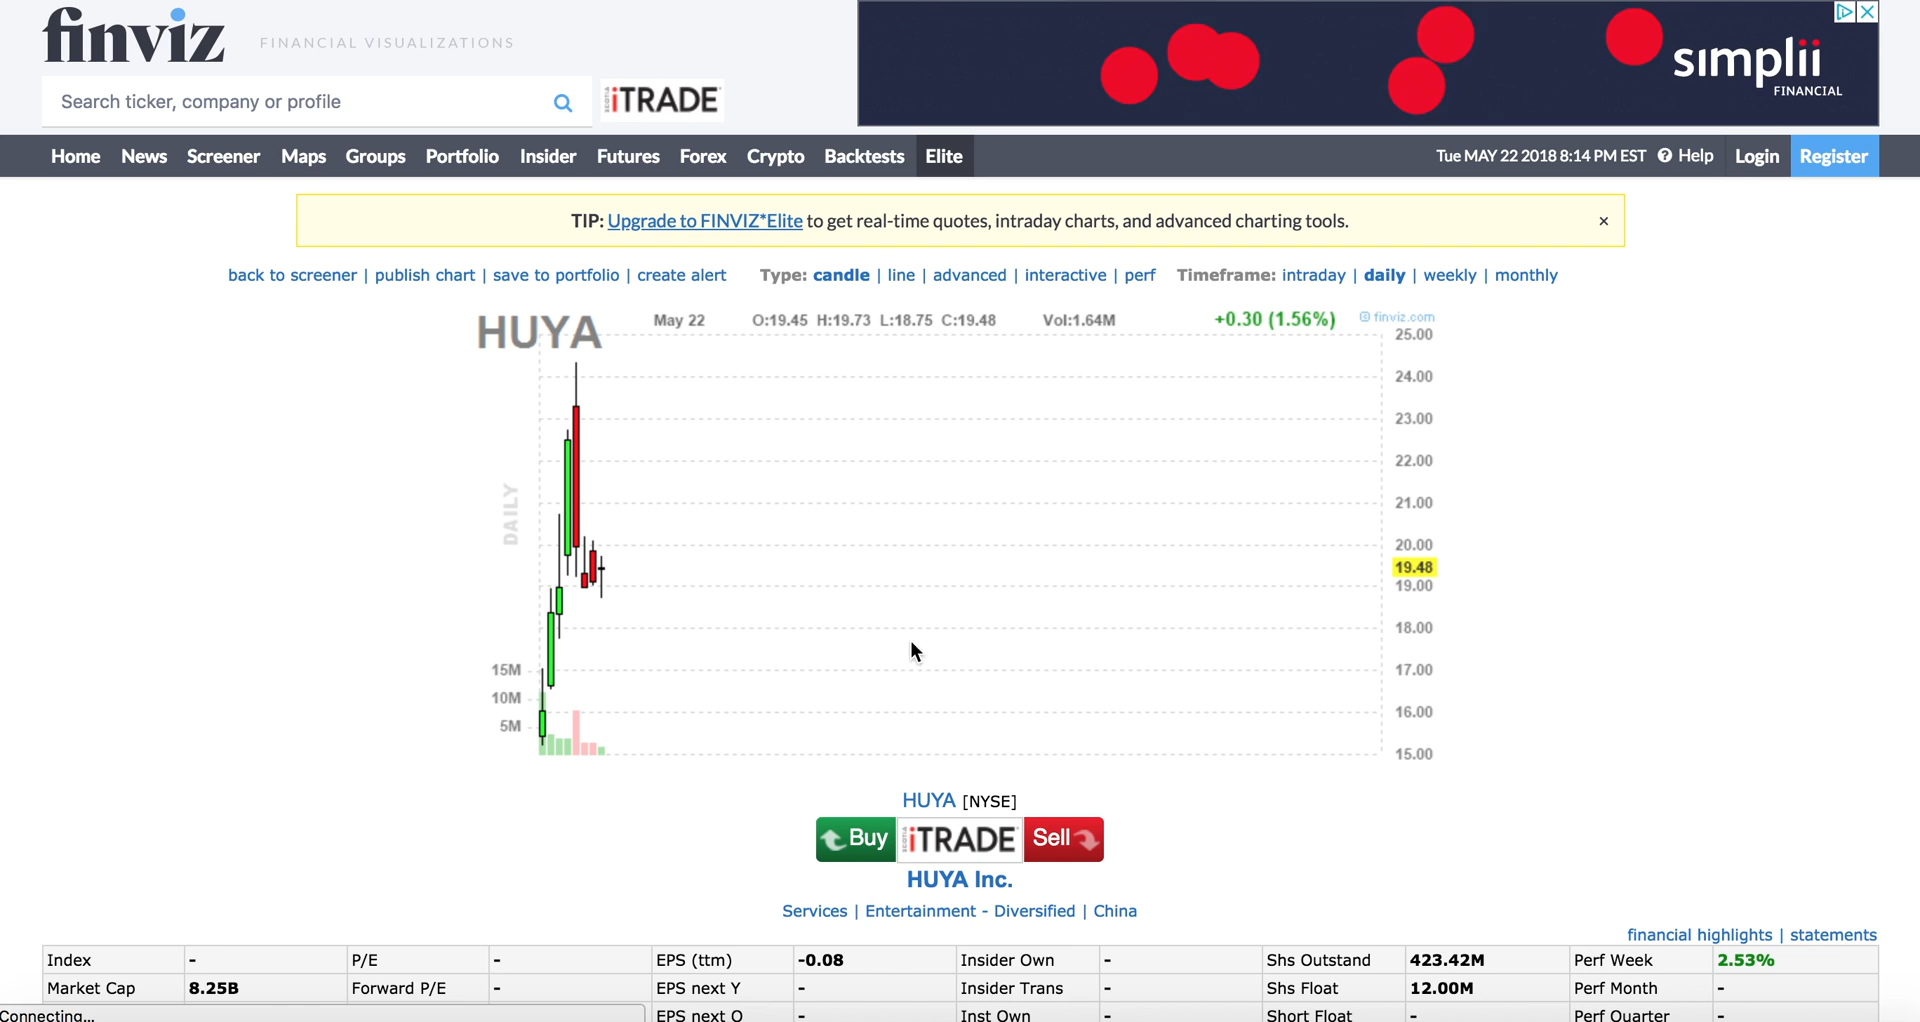 finviz FINANCIAL VISUALIZATIONS
simplii
FINANCIAL
Search ticker, company or profile
SCOTIA iTRADE
Home News Screener Maps Groups Portfolio Insider Futures Forex Crypto Backtests Elite Tue MAY 22 2018 8:14 PM EST Help Login Register
TIP: Upgrade to FINVIZ*Elite to get real-time quotes, intraday charts, and advanced charting tools. ×
back to screener | publish chart | save to portfolio | create alert Type: candle | line | advanced | interactive | perf Timeframe: intraday | daily | weekly | monthly
HUYA May 22 O:19.45 H:19.73 L:18.75 C:19.48 Vol:1.64M +0.30 (1.56%) © finviz.com
25.00
24.00
23.00
22.00
21.00
DAILY
20.00
19.48
19.00
18.00
15M 17.00
10M 16.00
5M
15.00
HUYA [NYSE]
Buy SCOTIA iTRADE Sell
HUYA Inc.
Services | Entertainment - Diversified | China
financial highlights | statements
Index - P/E - EPS (ttm) -0.08 Insider Own - Shs Outstand 423.42M Perf Week 2.53%
Market Cap 8.25B Forward P/E - EPS next Y - Insider Trans - Shs Float 12.00M Perf Month -
Connecting... EPS next Q - Inst Own - Short Float - Perf Quarter -